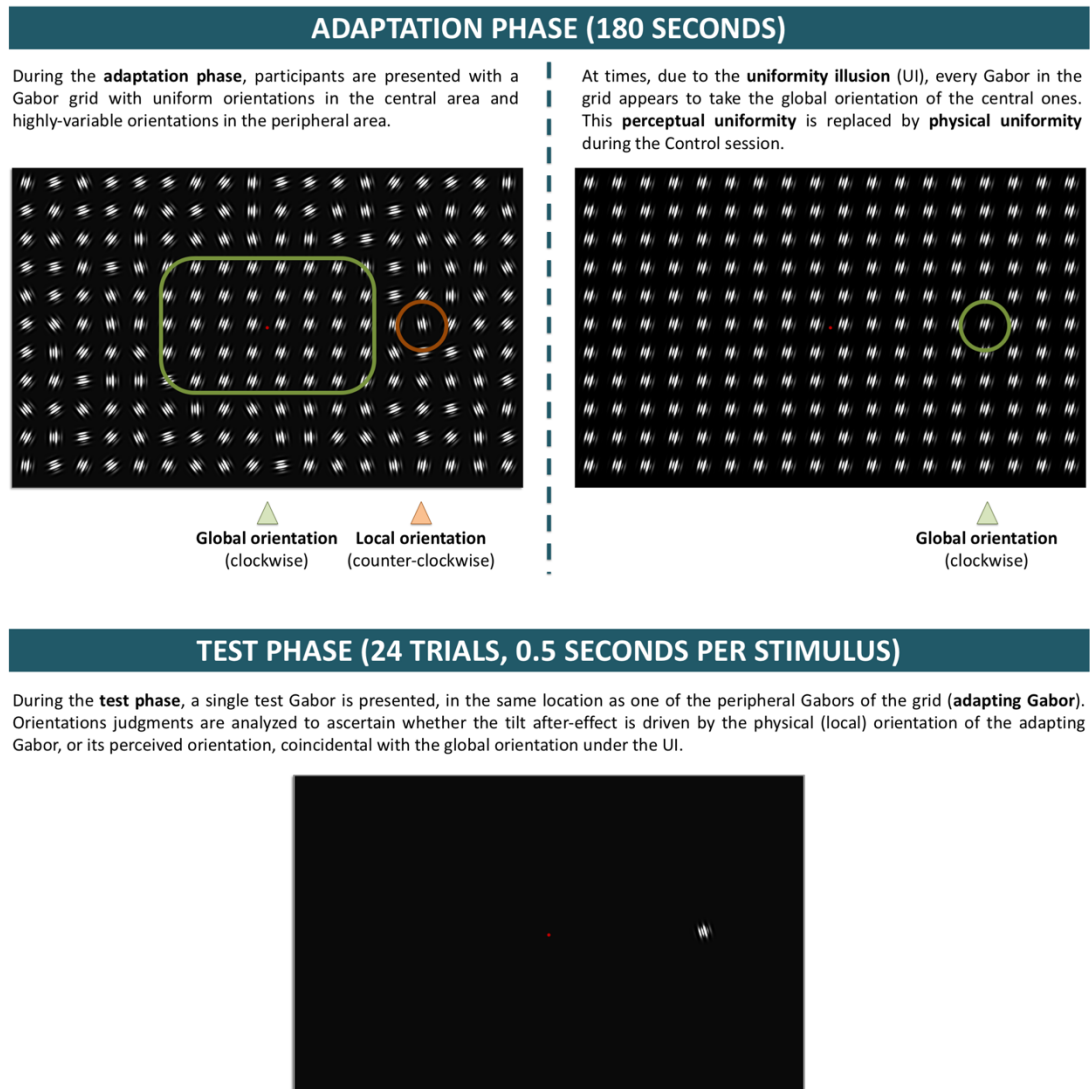 ADAPTATION PHASE (180 SECONDS)
During the adaptation phase, participants are presented with a
Gabor grid with uniform orientations in the central area and
highly-variable orientations in the peripheral area.
At times, due to the uniformity illusion (UI), every Gabor in the
grid appears to take the global orientation of the central ones.
This perceptual uniformity is replaced by physical uniformity
during the Control session.
Global orientation
(clockwise)
Local orientation
(counter-clockwise)
Global orientation
(clockwise)
TEST PHASE (24 TRIALS, 0.5 SECONDS PER STIMULUS)
During the test phase, a single test Gabor is presented, in the same location as one of the peripheral Gabors of the grid (adapting Gabor).
Orientations judgments are analyzed to ascertain whether the tilt after-effect is driven by the physical (local) orientation of the adapting
Gabor, or its perceived orientation, coincidental with the global orientation under the UI.